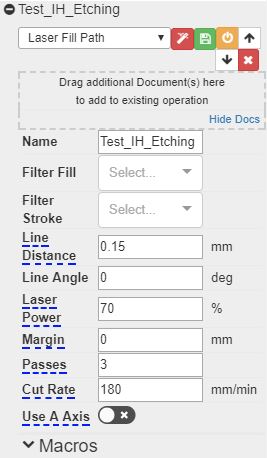 Test_IH_Etching
Laser Fill Path
Drag additional Document(s) here
to add to existing operation
Hide Docs
Name Test_IH_Etching
Filter Fill Select...
Filter
Stroke Select...
Line
Distance 0.15 mm
Line Angle 0 deg
Laser
Power 70 %
Margin 0 mm
Passes 3
Cut Rate 180 mm/min
Use A Axis
Macros